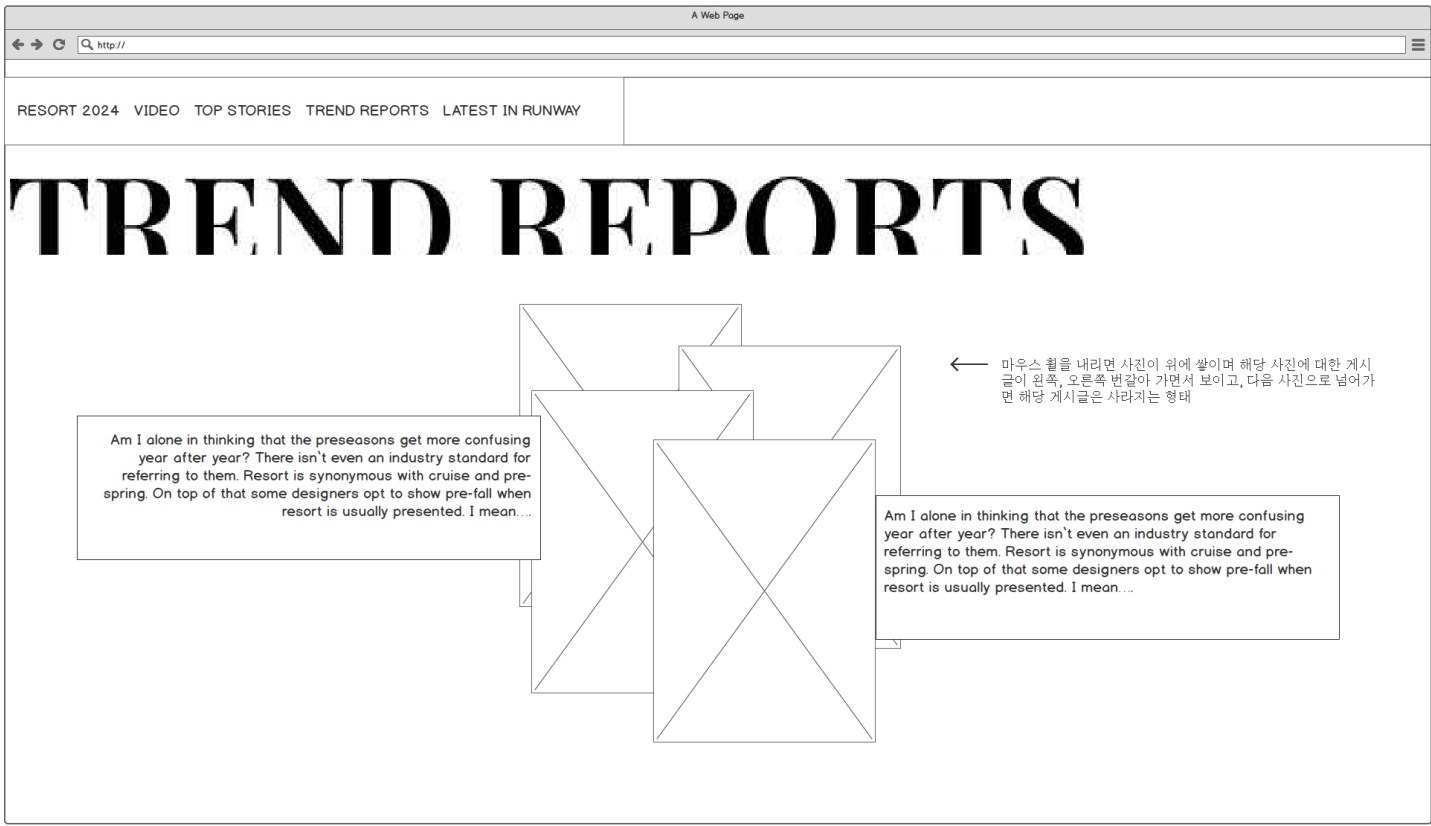 A Web Page
http://
RESORT 2024 VIDEO TOP STORIES TREND REPORTS LATEST IN RUNWAY
TREND REPORTS
마우스 휠을 내리면 사진이 위에 쌓이며 해당 사진에 대한 게시
글이 왼쪽, 오른쪽 번갈아 가면서 보이고, 다음 사진으로 넘어가
면 해당 게시글은 사라지는 형태
Am I alone in thinking that the preseasons get more confusing
year after year? There isn`t even an industry standard for
referring to them. Resort is synonymous with cruise and pre-
spring. On top of that some designers opt to show pre-fall when
resort is usually presented. I mean....
Am I alone in thinking that the preseasons get more confusing
year after year? There isn`t even an industry standard for
referring to them. Resort is synonymous with cruise and pre-
spring. On top of that some designers opt to show pre-fall when
resort is usually presented. I mean....